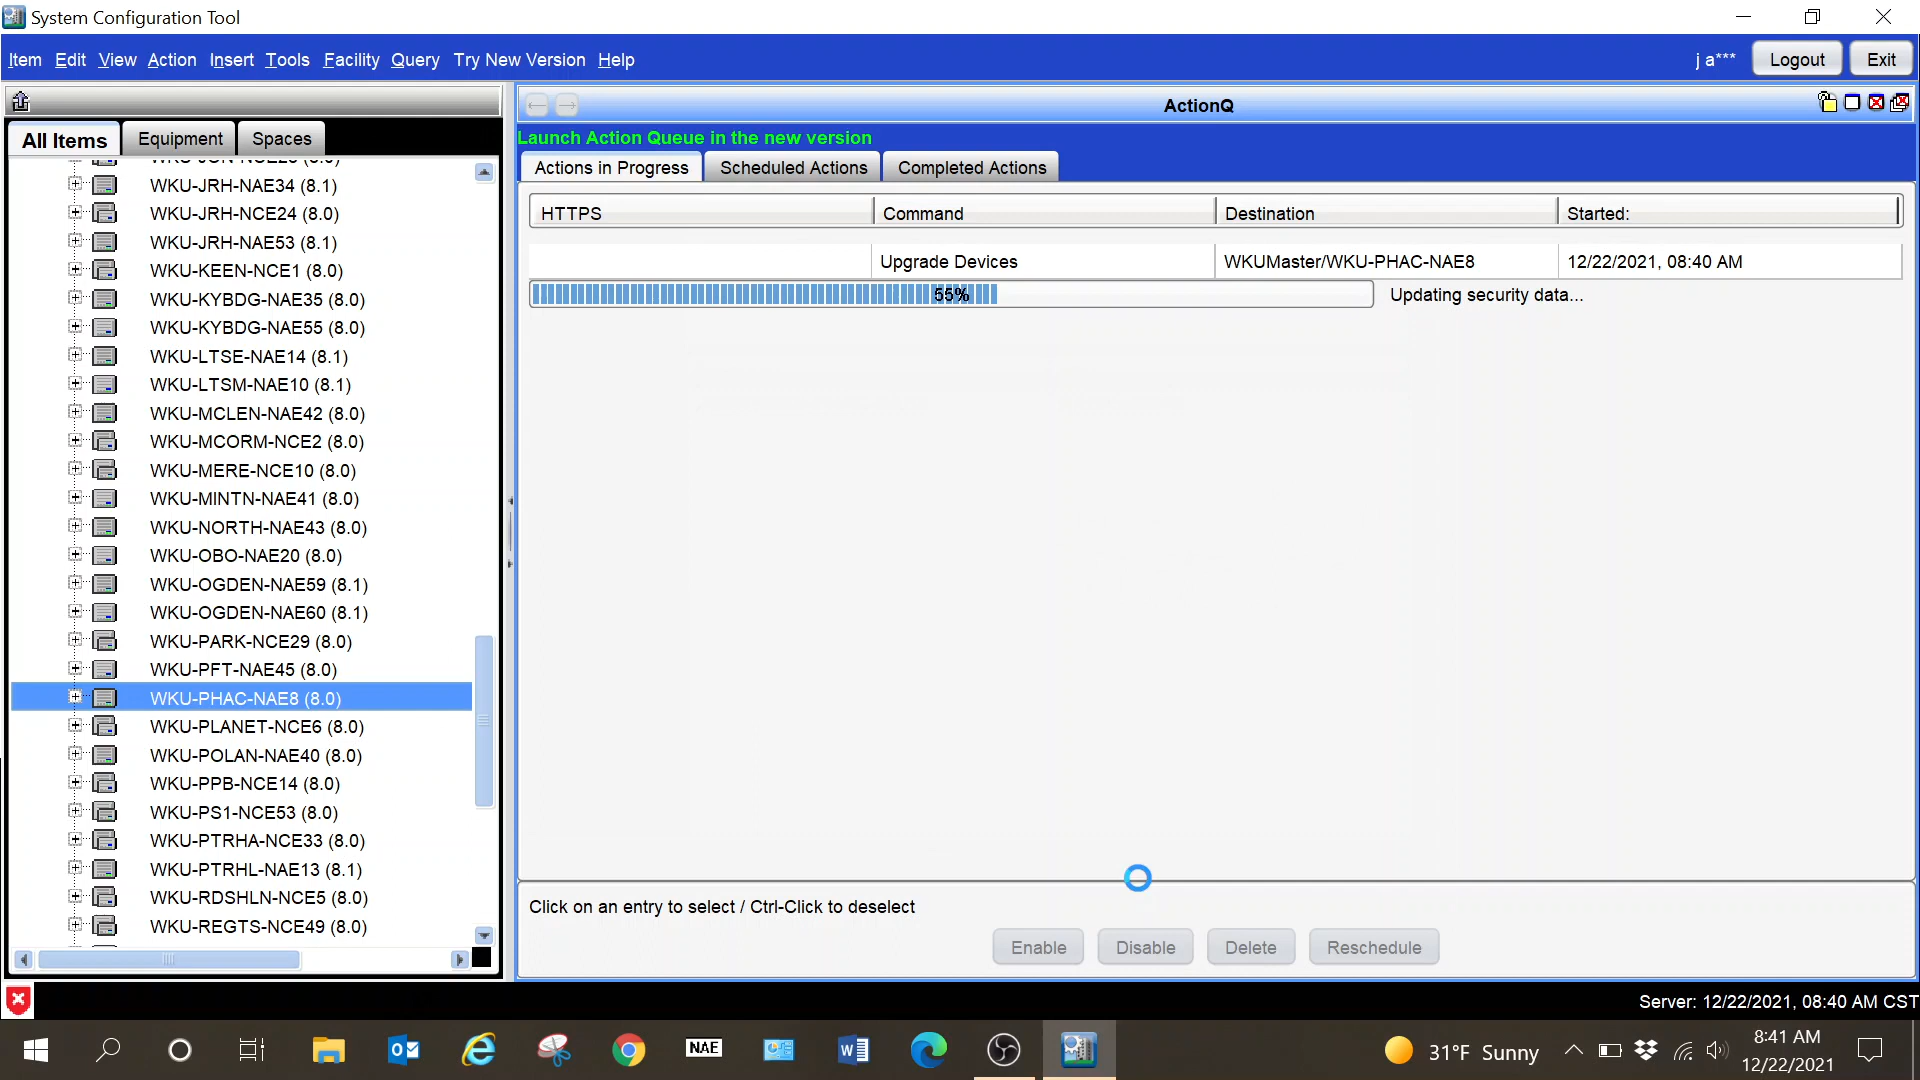 System Configuration Tool
Item Edit View Action Insert Tools Facility Query Try New Version Help
j a***
Logout
Exit
ActionQ
All Items
Equipment
Spaces
Launch Action Queue in the new version
Actions in Progress
Scheduled Actions
Completed Actions
WKU-JRH-NAE34 (8.1)
WKU-JRH-NCE24 (8.0)
WKU-JRH-NAE53 (8.1)
WKU-KEEN-NCE1 (8.0)
WKU-KYBDG-NAE35 (8.0)
WKU-KYBDG-NAE55 (8.0)
WKU-LTSE-NAE14 (8.1)
WKU-LTSM-NAE10 (8.1)
WKU-MCLEN-NAE42 (8.0)
WKU-MCORM-NCE2 (8.0)
WKU-MERE-NCE10 (8.0)
WKU-MINTN-NAE41 (8.0)
WKU-NORTH-NAE43 (8.0)
WKU-OBO-NAE20 (8.0)
WKU-OGDEN-NAE59 (8.1)
WKU-OGDEN-NAE60 (8.1)
WKU-PARK-NCE29 (8.0)
WKU-PFT-NAE45 (8.0)
WKU-PHAC-NAE8 (8.0)
WKU-PLANET-NCE6 (8.0)
WKU-POLAN-NAE40 (8.0)
WKU-PPB-NCE14 (8.0)
WKU-PS1-NCE53 (8.0)
WKU-PTRHA-NCE33 (8.0)
WKU-PTRHL-NAE13 (8.1)
WKU-RDSHLN-NCE5 (8.0)
WKU-REGTS-NCE49 (8.0)
HTTPS
Command
Destination
Started:
Upgrade Devices
WKUMaster/WKU-PHAC-NAE8
12/22/2021, 08:40 AM
55%
Updating security data...
Click on an entry to select / Ctrl-Click to deselect
Enable
Disable
Delete
Reschedule
Server: 12/22/2021, 08:40 AM CST
NAE
31°F Sunny
8:41 AM
12/22/2021